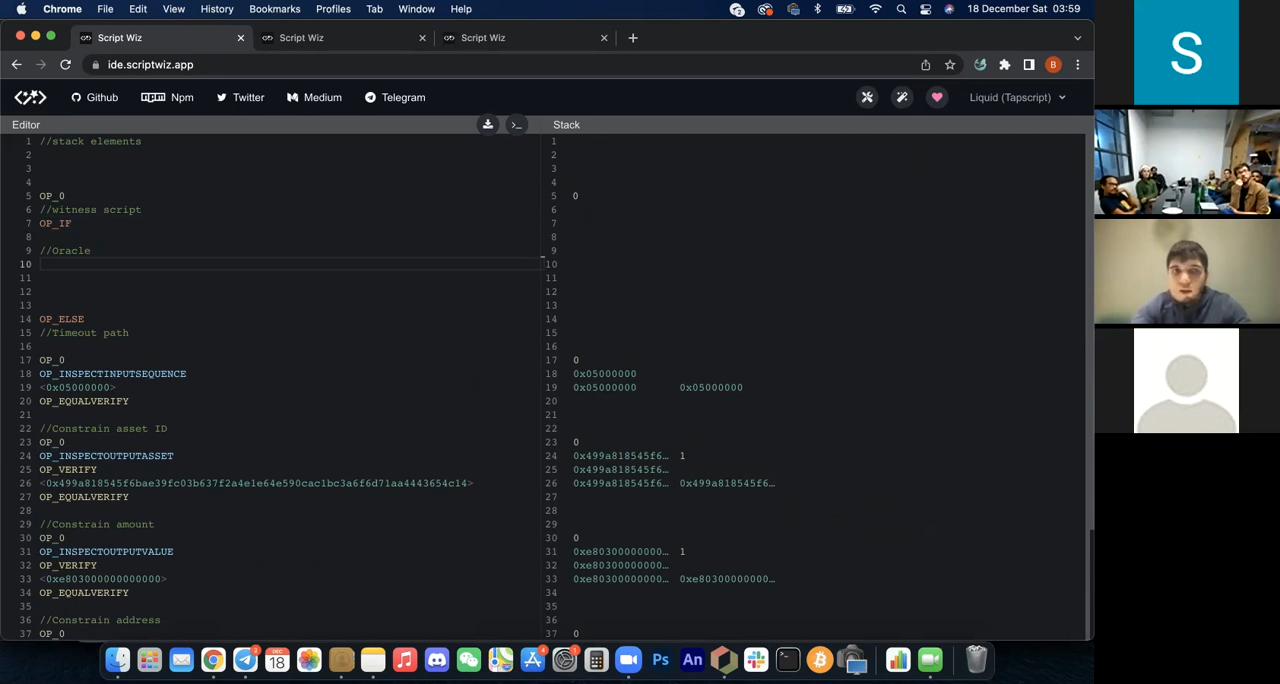 Chrome File Edit View History Bookmarks Profiles Tab Window Help 18 December Sat 03:59
Script Wiz Script Wiz Script Wiz
ide.scriptwiz.app B
Github Npm Twitter Medium Telegram Liquid (Tapscript)
Editor Stack
1 //stack elements 1
2 2
3 3
4 4
5 OP_0 5 0
6 //witness script 6
7 OP_IF 7
8 8
9 //Oracle 9
10 10
11 11
12 12
13 13
14 OP_ELSE 14
15 //Timeout path 15
16 16
17 OP_0 17 0
18 OP_INSPECTINPUTSEQUENCE 18 0x05000000
19 <0x05000000> 19 0x05000000 0x05000000
20 OP_EQUALVERIFY 20
21 21
22 //Constrain asset ID 22
23 OP_0 23 0
24 OP_INSPECTOUTPUTASSET 24 0x499a818545f6… 1
25 OP_VERIFY 25 0x499a818545f6…
26 <0x499a818545f6bae39fc03b637f2a4e1e64e590cac1bc3a6f6d71aa4443654c14> 26 0x499a818545f6… 0x499a818545f6…
27 OP_EQUALVERIFY 27
28 28
29 //Constrain amount 29
30 OP_0 30 0
31 OP_INSPECTOUTPUTVALUE 31 0xe80300000000… 1
32 OP_VERIFY 32 0xe80300000000…
33 <0xe803000000000000> 33 0xe80300000000… 0xe80300000000…
34 OP_EQUALVERIFY 34
35 35
36 //Constrain address 36
37 OP_0 37 0
S
DEC
18
Ps An